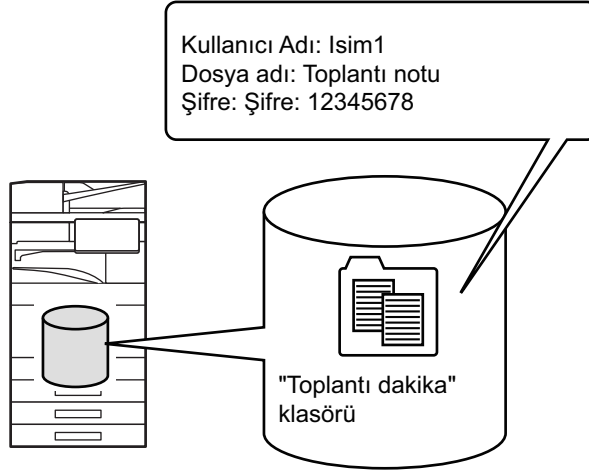 Kullanıcı Adı: Isim1
Dosya adı: Toplantı notu
Şifre: Şifre: 12345678
"Toplantı dakika"
klasörü